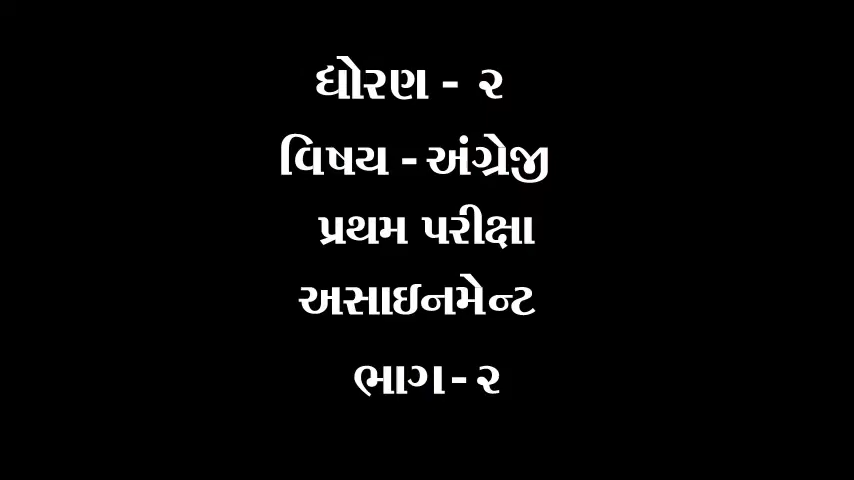 ધોરણ - ૨
વિષય - અંગ્રેજી
પ્રથમ પરીક્ષા
અસાઇનમેન્ટ
ભાગ - ૨